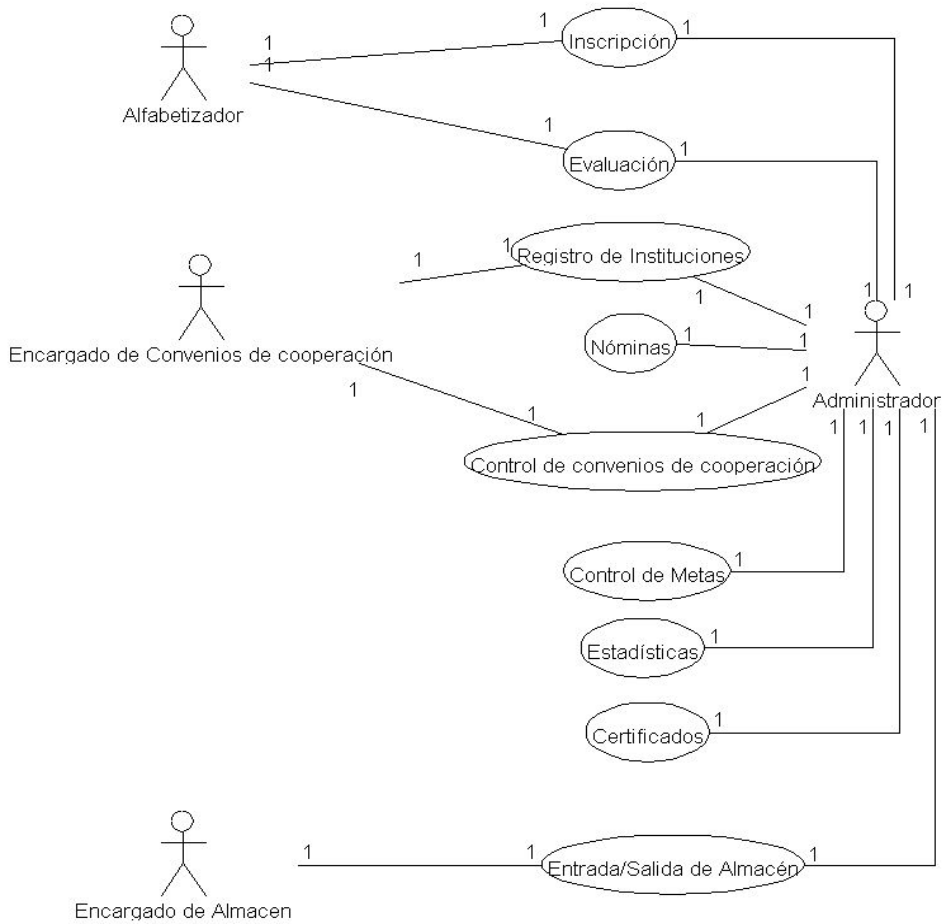 1
1
1
Inscripción
1
Alfabetizador
1
Evaluación
1
1
1
Registro de Instituciones
1
1
1
1
Nóminas
1
1
Encargado de Convenios de cooperación
1
1
1
1
Administrador
1
1
1
1
Control de convenios de cooperación
Control de Metas
1
Estadísticas
1
Certificados
1
1
1
Entrada/Salida de Almacén
1
Encargado de Almacen